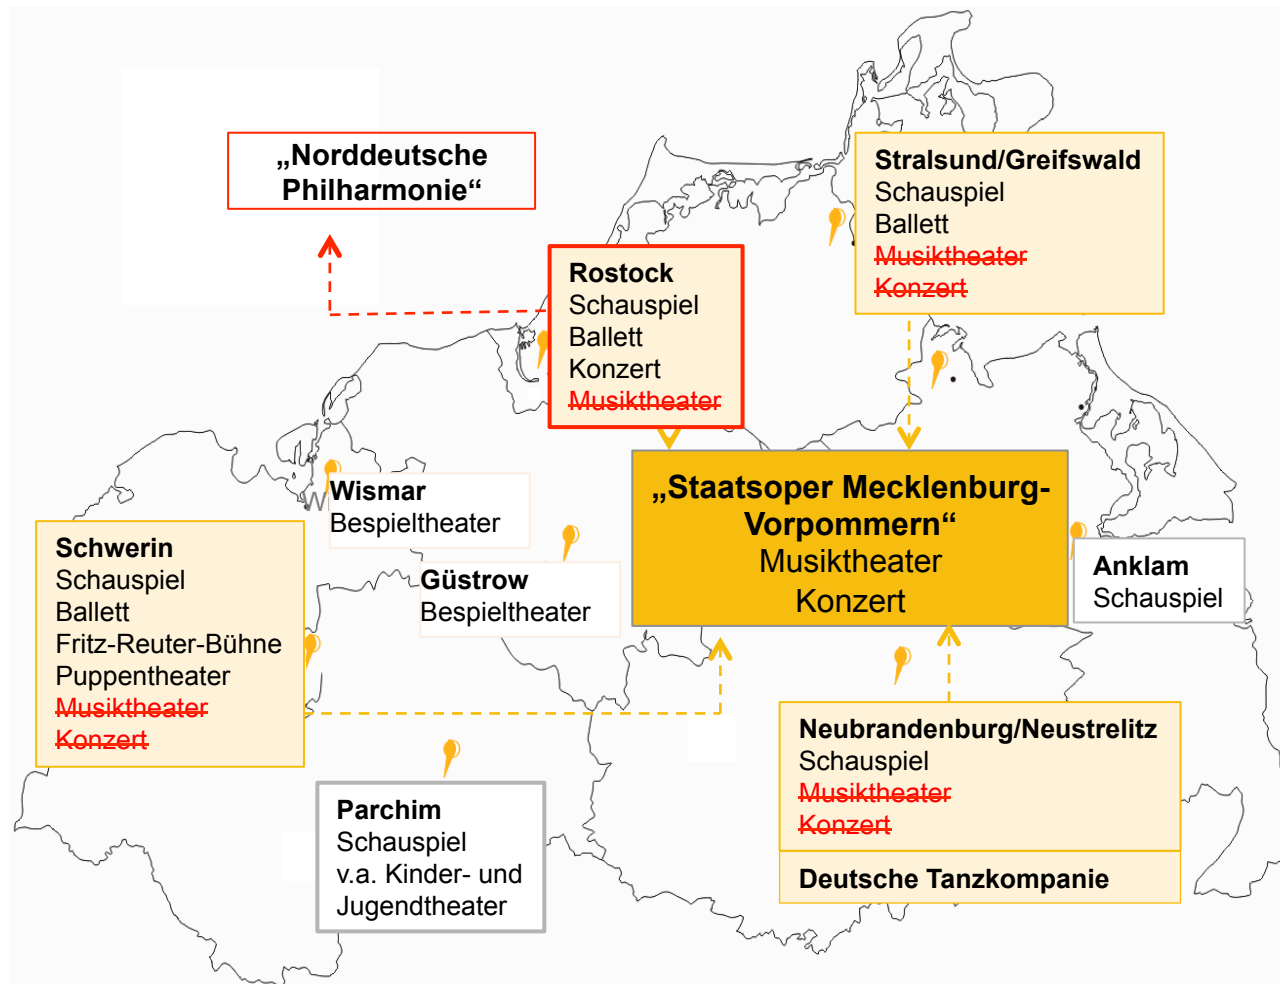 „Norddeutsche
Philharmonie“
Stralsund/Greifswald
Schauspiel
Ballett
Musiktheater
Konzert
Rostock
Schauspiel
Ballett
Konzert
Musiktheater
„Staatsoper Mecklenburg-
Vorpommern“
Musiktheater
Konzert
W
Wismar
Bespieltheater
Güstrow
Bespieltheater
Anklam
Schauspiel
Schwerin
Schauspiel
Ballett
Fritz-Reuter-Bühne
Puppentheater
Musiktheater
Konzert
Parchim
Schauspiel
v.a. Kinder- und
Jugendtheater
Neubrandenburg/Neustrelitz
Schauspiel
Musiktheater
Konzert
Deutsche Tanzkompanie